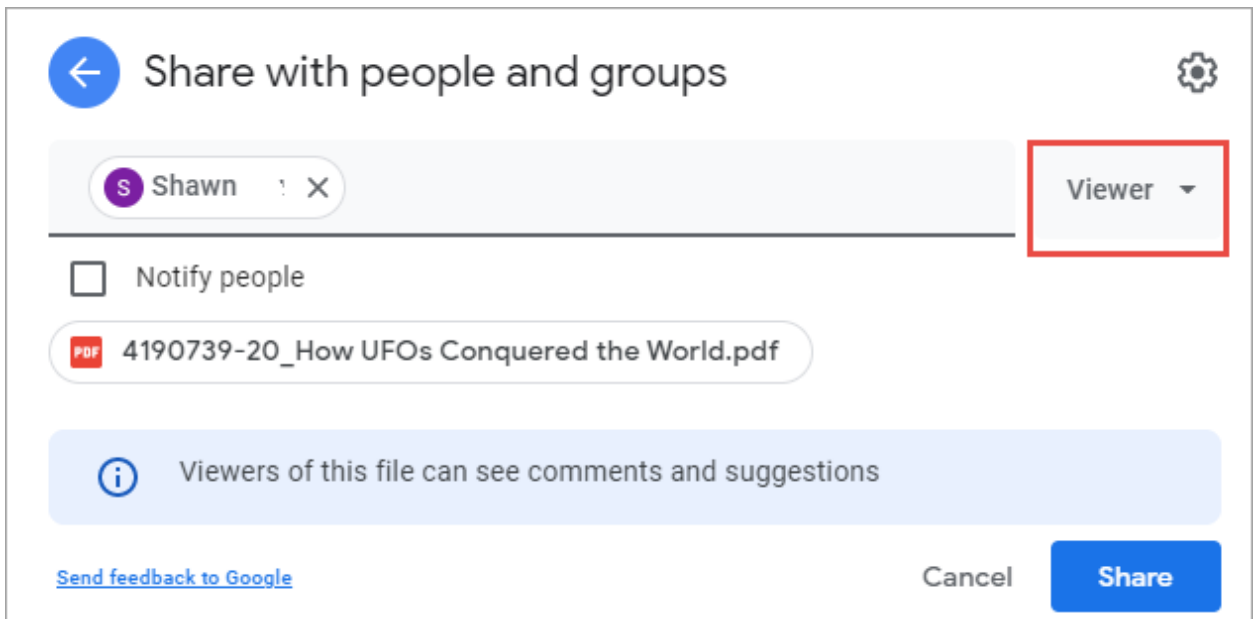 Share with people and groups
S Shawn
Viewer
Notify people
PDF 4190739-20_How UFOs Conquered the World.pdf
Viewers of this file can see comments and suggestions
Send feedback to Google
Cancel
Share